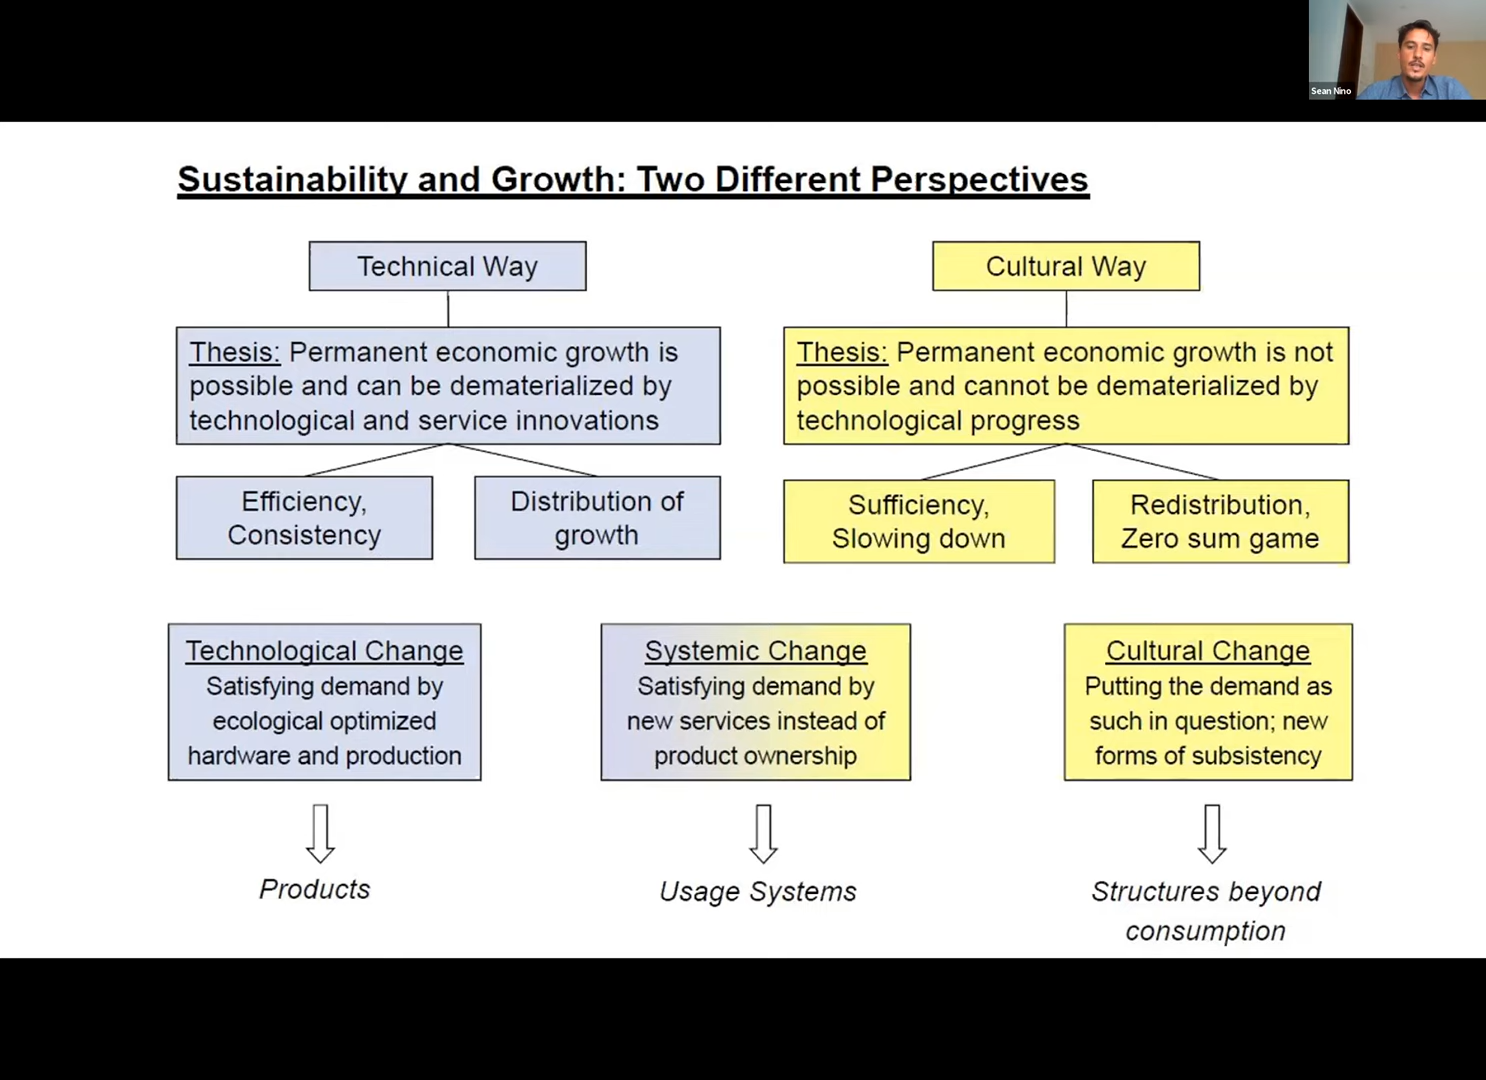 Sean Nino
Sustainability and Growth: Two Different Perspectives
Technical Way
Thesis: Permanent economic growth is
possible and can be dematerialized by
technological and service innovations
Efficiency,
Consistency
Distribution of
growth
Cultural Way
Thesis: Permanent economic growth is not
possible and cannot be dematerialized by
technological progress
Sufficiency,
Slowing down
Redistribution,
Zero sum game
Technological Change
Satisfying demand by
ecological optimized
hardware and production
Products
Systemic Change
Satisfying demand by
new services instead of
product ownership
Usage Systems
Cultural Change
Putting the demand as
such in question; new
forms of subsistency
Structures beyond
consumption